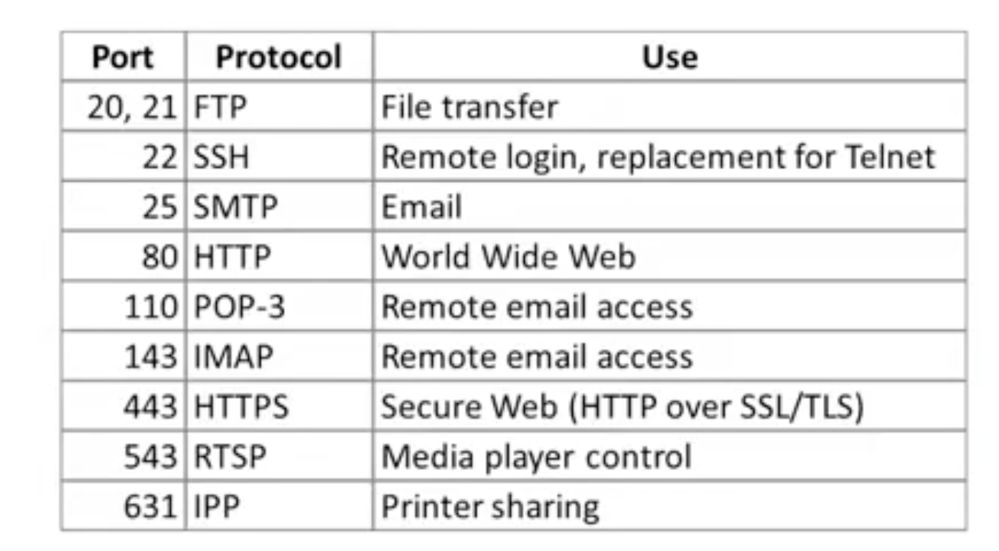 Port Protocol Use
20, 21 FTP File transfer
22 SSH Remote login, replacement for Telnet
25 SMTP Email
80 HTTP World Wide Web
110 POP-3 Remote email access
143 IMAP Remote email access
443 HTTPS Secure Web (HTTP over SSL/TLS)
543 RTSP Media player control
631 IPP Printer sharing